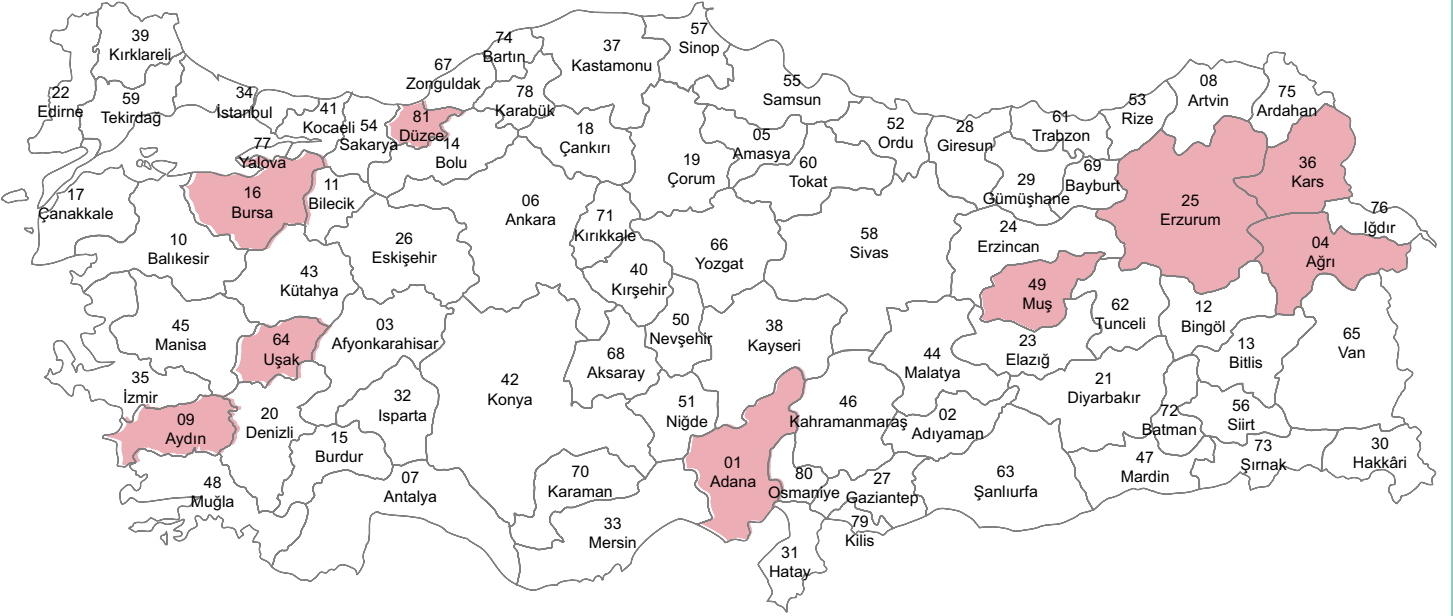 39
Kırklareli
22
Edirne
59
Tekirdağ
34
İstanbul
41
Kocaeli
54
Sakarya
77
Yalova
81
Düzce
14
Bolu
67
Zonguldak
74
Bartın
78
Karabük
37
Kastamonu
57
Sinop
55
Samsun
18
Çankırı
19
Çorum
05
Amasya
60
Tokat
52
Ordu
28
Giresun
61
Trabzon
53
Rize
08
Artvin
75
Ardahan
36
Kars
76
Iğdır
04
Ağrı
25
Erzurum
69
Bayburt
29
Gümüşhane
24
Erzincan
58
Sivas
66
Yozgat
71
Kırıkkale
06
Ankara
40
Kırşehir
26
Eskişehir
11
Bilecik
16
Bursa
17
Çanakkale
10
Balıkesir
43
Kütahya
45
Manisa
64
Uşak
03
Afyonkarahisar
35
İzmir
09
Aydın
20
Denizli
32
Isparta
15
Burdur
48
Muğla
07
Antalya
42
Konya
68
Aksaray
50
Nevşehir
38
Kayseri
51
Niğde
70
Karaman
33
Mersin
01
Adana
80
Osmaniye
31
Hatay
46
Kahramanmaraş
27
Gaziantep
79
Kilis
44
Malatya
02
Adıyaman
63
Şanlıurfa
23
Elazığ
49
Muş
62
Tunceli
12
Bingöl
13
Bitlis
65
Van
21
Diyarbakır
72
Batman
56
Siirt
47
Mardin
73
Şırnak
30
Hakkâri